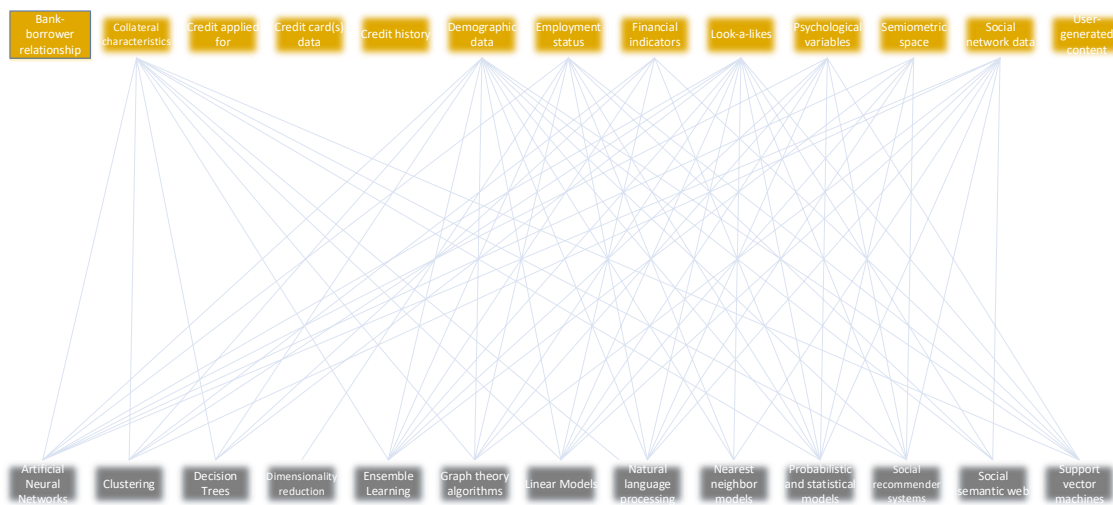 Bank-
borrower
relationship
Collateral
characteristics
Credit applied
for
Credit card(s)
data
Credit history
Demographic
data
Employment
status
Financial
indicators
Look-a-likes
Psychological
variables
Semiometric
space
Social
network data
User-
generated
content
Artificial
Neural
Networks
Clustering
Decision
Trees
Dimensionality
reduction
Ensemble
Learning
Graph theory
algorithms
Linear Models
Natural
language
processing
Nearest
neighbor
models
Probabilistic
and statistical
models
Social
recommender
systems
Social
semantic web
Support
vector
machines